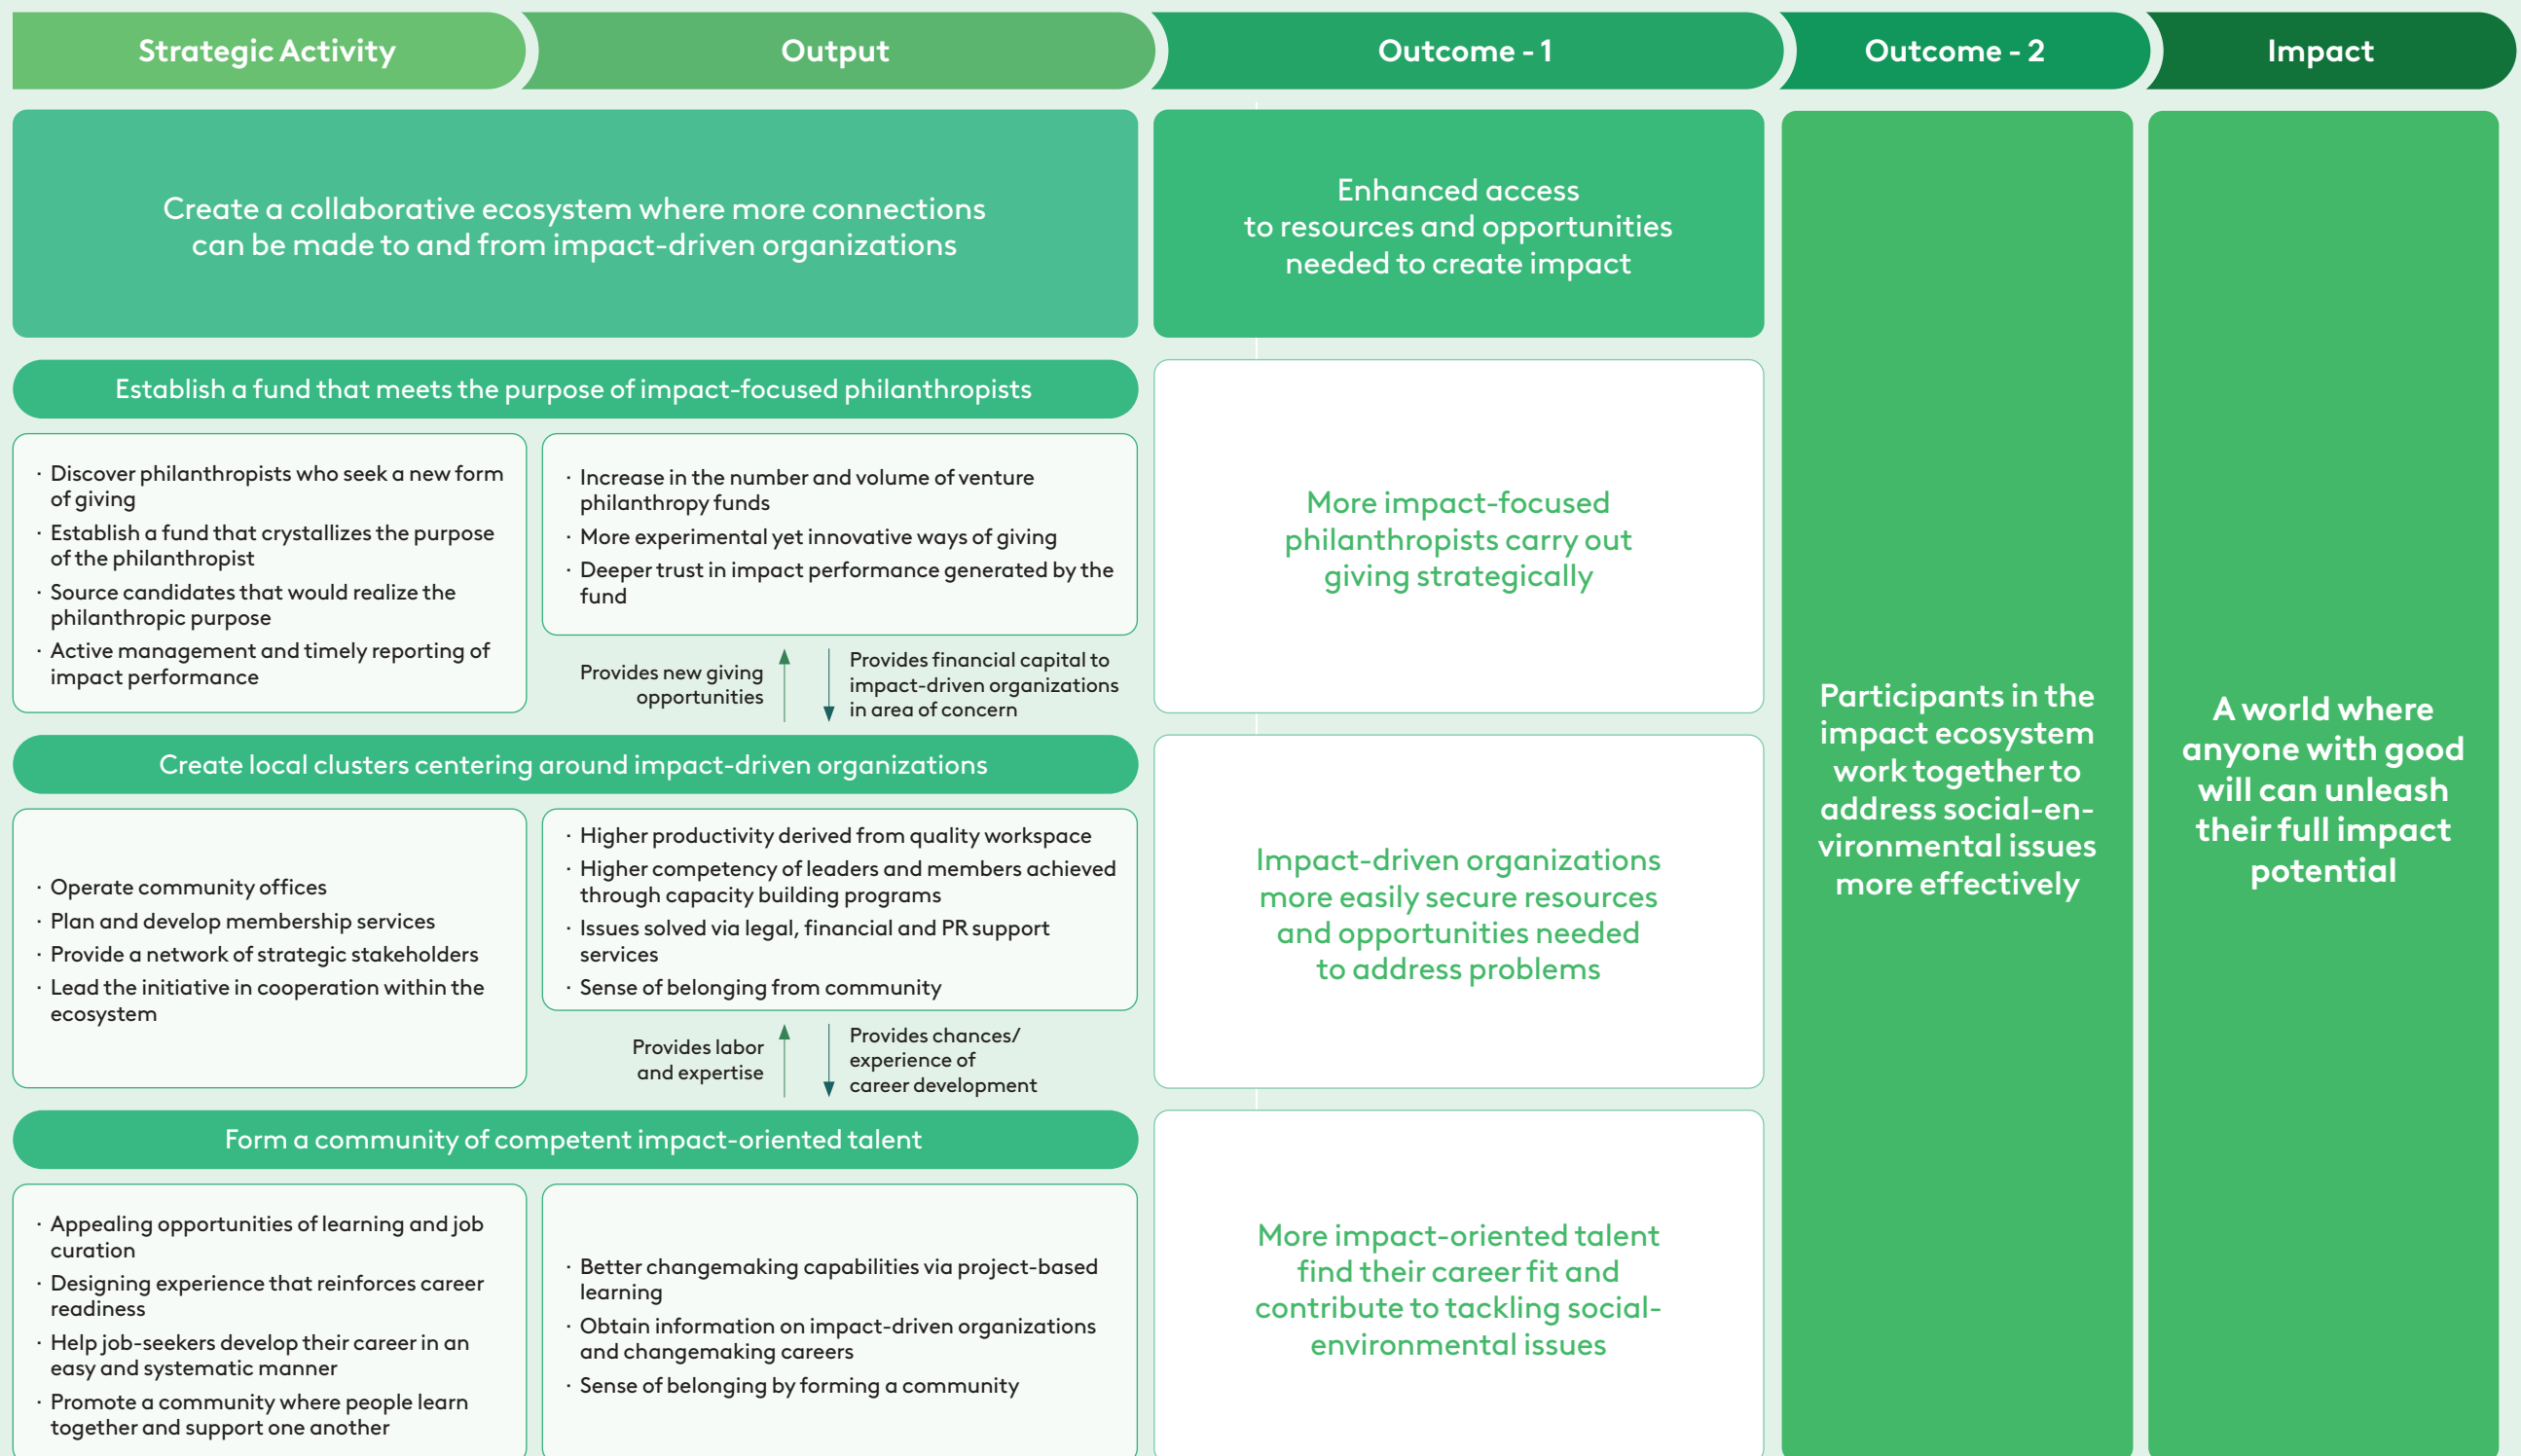 Strategic Activity
Output
Outcome - 1
Outcome - 2
Impact
Create a collaborative ecosystem where more connections
can be made to and from impact-driven organizations
Enhanced access
to resources and opportunities
needed to create impact
Establish a fund that meets the purpose of impact-focused philanthropists
· Discover philanthropists who seek a new form
of giving
· Establish a fund that crystallizes the purpose
of the philanthropist
· Source candidates that would realize the
philanthropic purpose
· Active management and timely reporting of
impact performance
· Increase in the number and volume of venture
philanthropy funds
· More experimental yet innovative ways of giving
· Deeper trust in impact performance generated by the
fund
Provides new giving
opportunities
Provides financial capital to
impact-driven organizations
in area of concern
More impact-focused
philanthropists carry out
giving strategically
Create local clusters centering around impact-driven organizations
· Operate community offices
· Plan and develop membership services
· Provide a network of strategic stakeholders
· Lead the initiative in cooperation within the
ecosystem
· Higher productivity derived from quality workspace
· Higher competency of leaders and members achieved
through capacity building programs
· Issues solved via legal, financial and PR support
services
· Sense of belonging from community
Provides labor
and expertise
Provides chances/
experience of
career development
Impact-driven organizations
more easily secure resources
and opportunities needed
to address problems
Form a community of competent impact-oriented talent
· Appealing opportunities of learning and job
curation
· Designing experience that reinforces career
readiness
· Help job-seekers develop their career in an
easy and systematic manner
· Promote a community where people learn
together and support one another
· Better changemaking capabilities via project-based
learning
· Obtain information on impact-driven organizations
and changemaking careers
· Sense of belonging by forming a community
More impact-oriented talent
find their career fit and
contribute to tackling social-
environmental issues
Participants in the
impact ecosystem
work together to
address social-en-
vironmental issues
more effectively
A world where
anyone with good
will can unleash
their full impact
potential